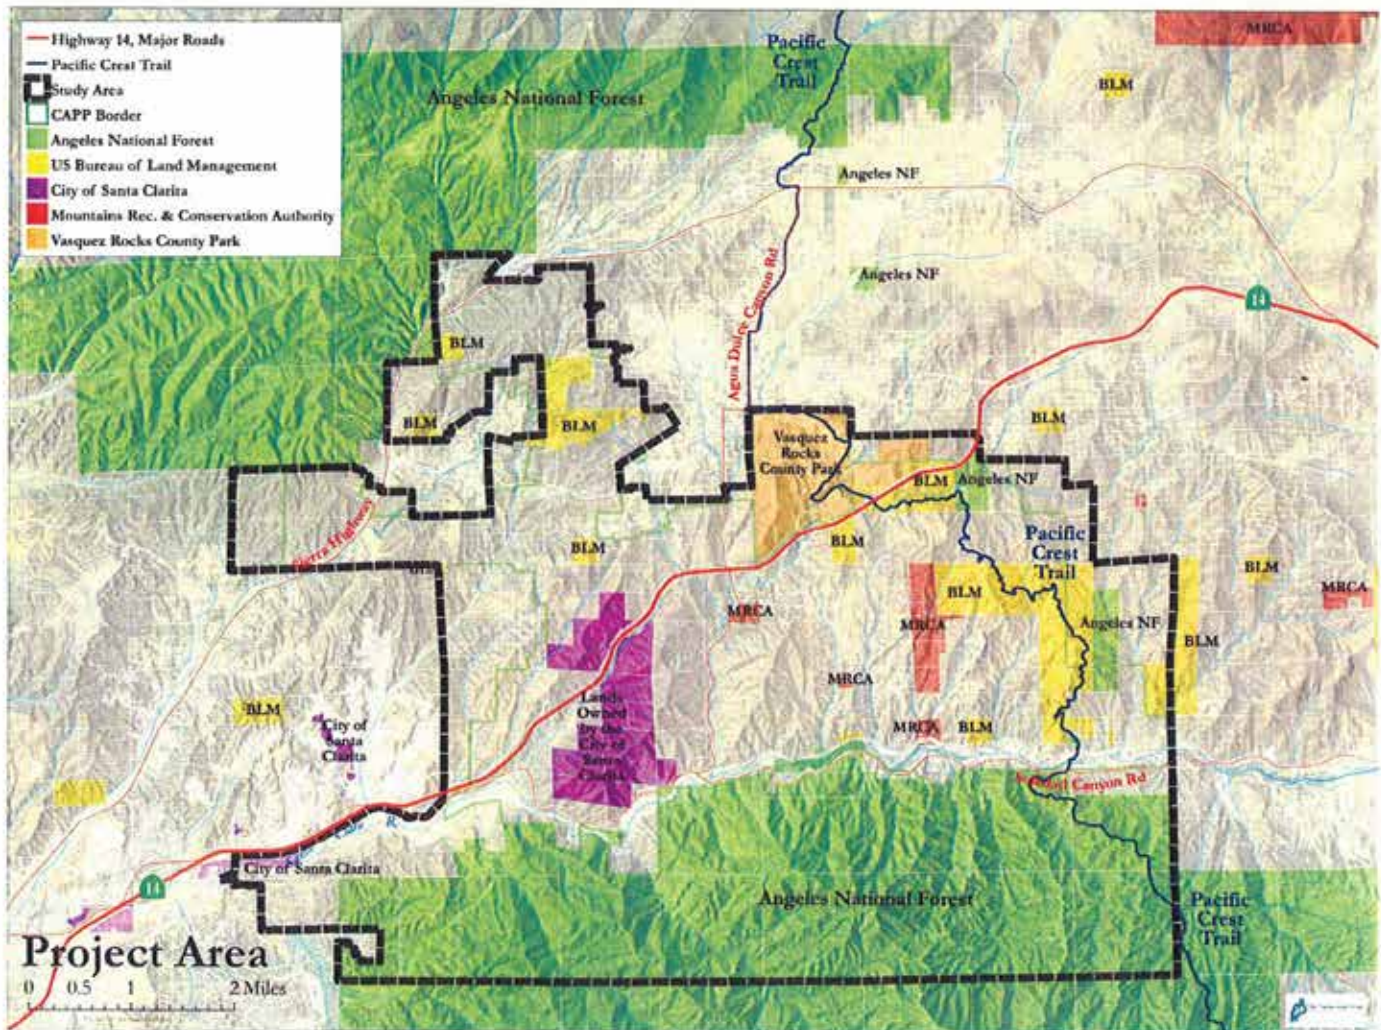 Highway 14, Major Roads
Pacific Crest Trail
Study Area
CAPP Border
Angeles National Forest
US Bureau of Land Management
City of Santa Clarita
Mountains Rec. & Conservation Authority
Vasquez Rocks County Park
Pacific
Crest
Trail
MRCA
Angeles National Forest
BLM
Angeles NF
Agua Dulce Canyon Rd
Angeles NF
14
BLM
BLM
BLM
BLM
Vasquez
Rocks
County Park
BLM
Angeles NF
Sierra Highway
BLM
BLM
Pacific
Crest
Trail
BLM
BLM
MRCA
MRCA
MRCA
Angeles NF
BLM
MRCA
BLM
City of
Santa
Clarita
Lands
Owned
by the
City of
Santa
Clarita
MRCA
BLM
Canyon Rd
City of Santa Clarita
14
Angeles National Forest
Pacific
Crest
Trail
Project Area
0 0.5 1 2 Miles